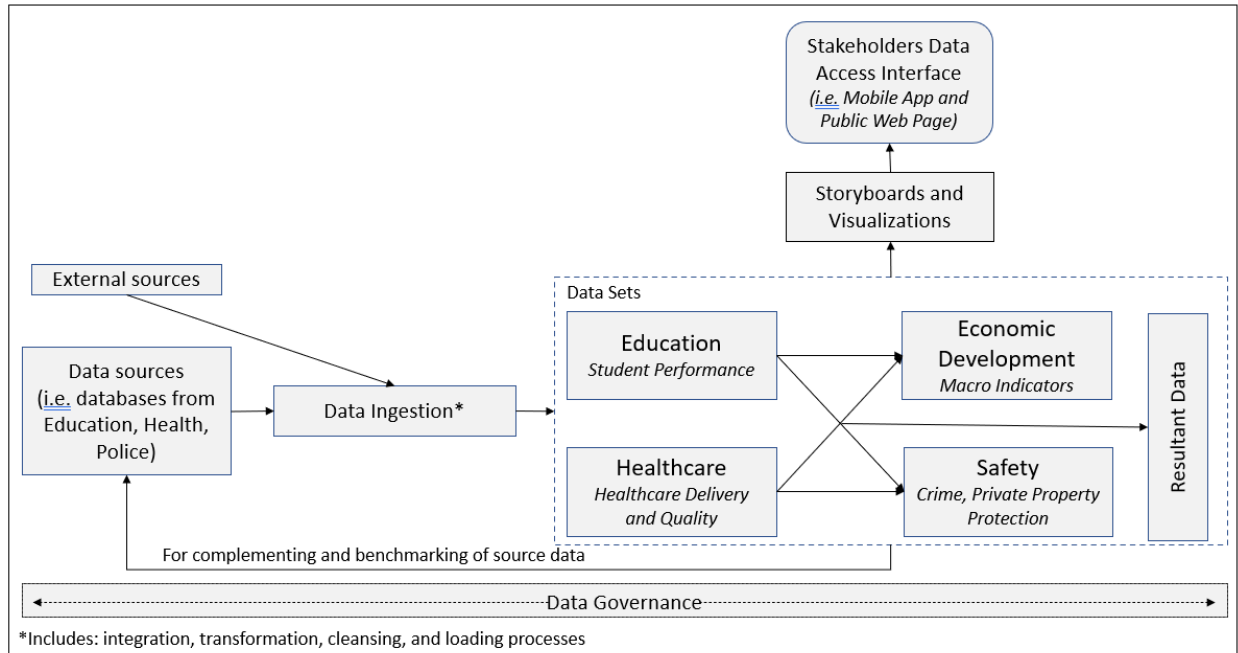 Stakeholders Data
Access Interface
(i.e. Mobile App and
Public Web Page)
Storyboards and
Visualizations
External sources
Data sources
(i.e. databases from
Education, Health,
Police)
Data Ingestion*
Data Sets
Education
Student Performance
Economic
Development
Macro Indicators
Healthcare
Healthcare Delivery
and Quality
Safety
Crime, Private Property
Protection
Resultant Data
For complementing and benchmarking of source data
Data Governance
*Includes: integration, transformation, cleansing, and loading processes